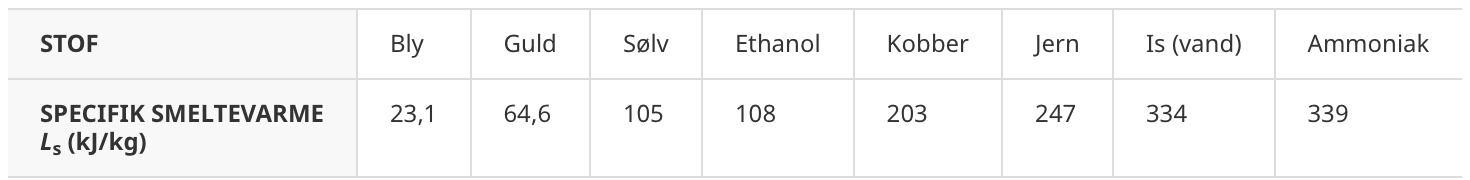 STOF Bly Guld Sølv Ethanol Kobber Jern Is (vand) Ammoniak
SPECIFIK SMELTEVARME 23,1 64,6 105 108 203 247 334 339
Ls (kJ/kg)